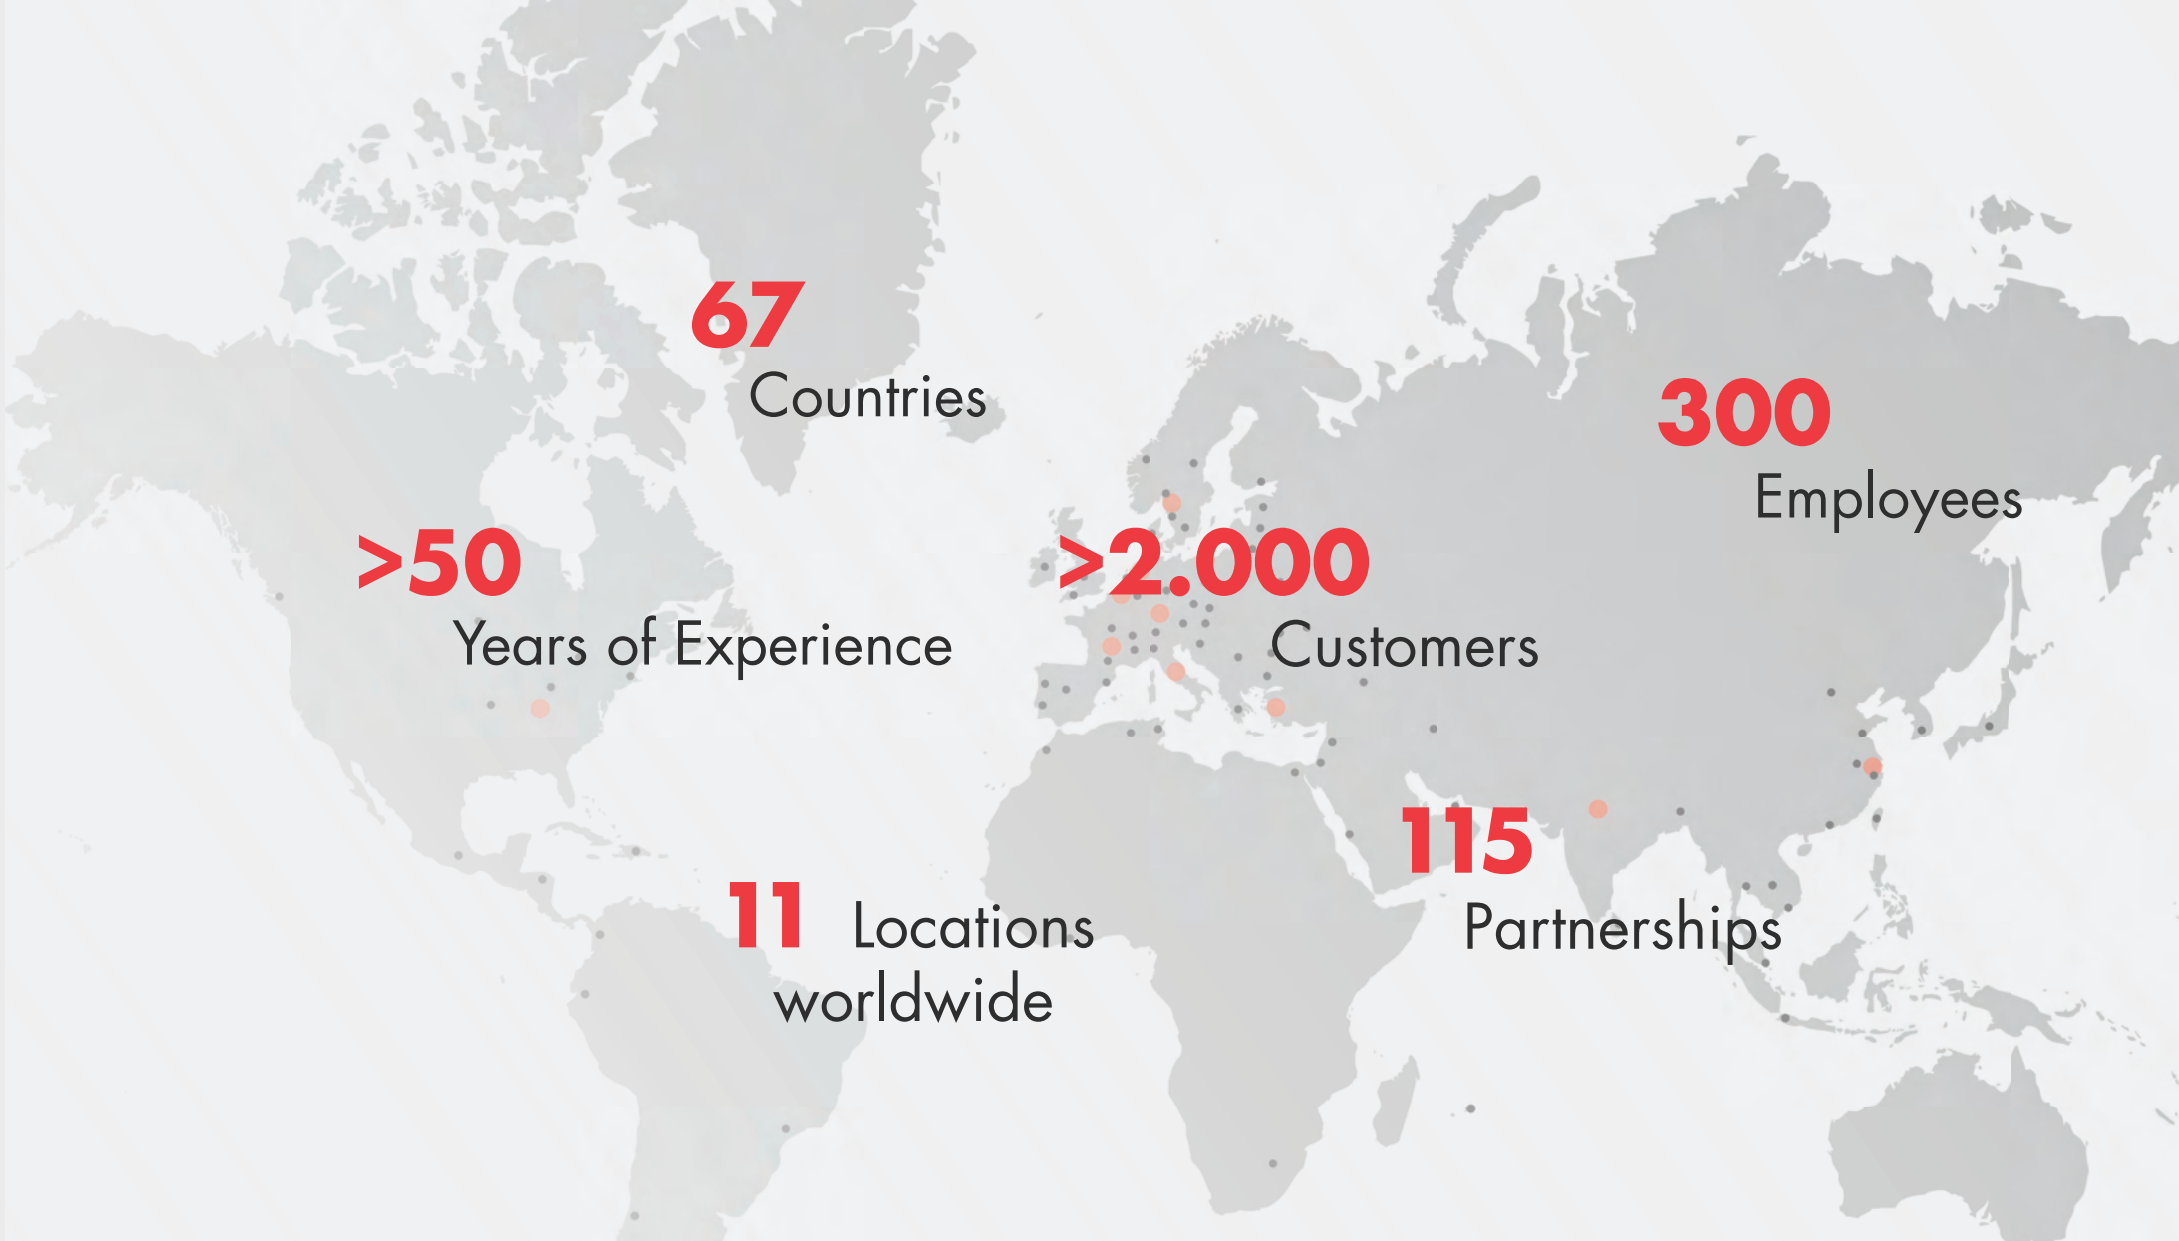 67
Countries
300
Employees
>50
Years of Experience
>2.000
Customers
115
Partnerships
11 Locations
worldwide